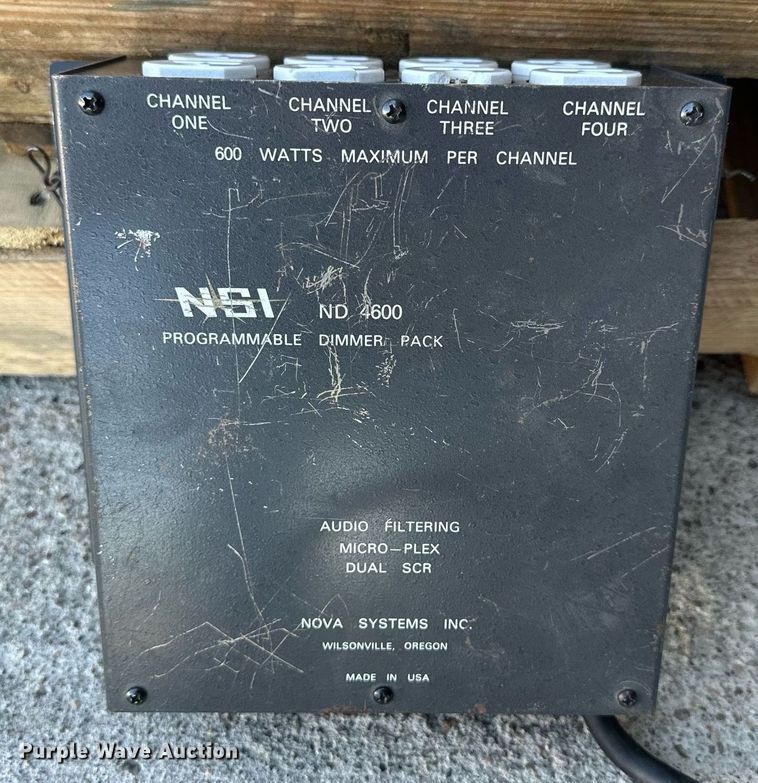 CHANNEL ONE
CHANNEL TWO
CHANNEL THREE
CHANNEL FOUR
600 WATTS MAXIMUM PER CHANNEL
NSI ND 4600
PROGRAMMABLE DIMMER PACK
AUDIO FILTERING
MICRO-PLEX
DUAL SCR
NOVA SYSTEMS INC.
WILSONVILLE, OREGON
MADE IN USA
Purple Wave Auction